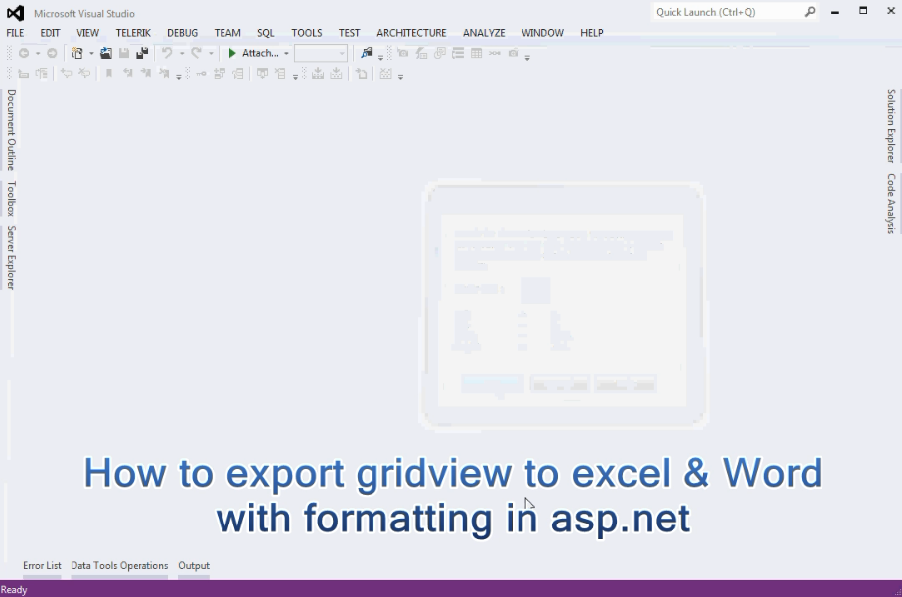 Microsoft Visual Studio
Quick Launch (Ctrl+Q)
FILE EDIT VIEW TELERIK DEBUG TEAM SQL TOOLS TEST ARCHITECTURE ANALYZE WINDOW HELP
Attach...
Document Outline
Toolbox
Server Explorer
Solution Explorer
Code Analysis
How to export gridview to excel & Word
with formatting in asp.net
Error List Data Tools Operations Output
Ready